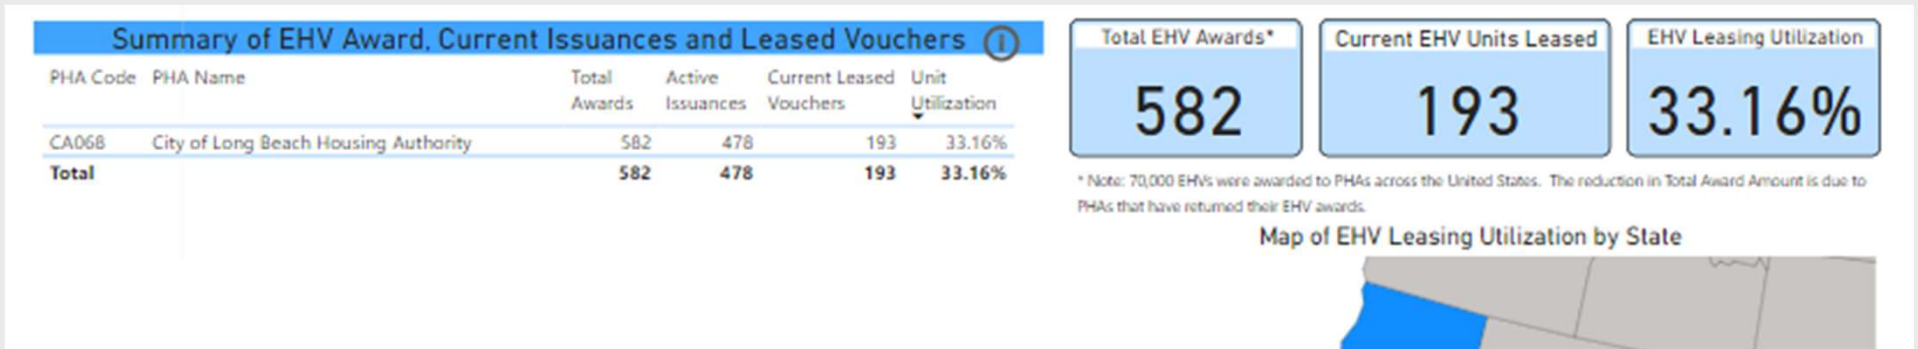 Summary of EHV Award, Current Issuances and Leased Vouchers
PHA Code PHA Name Total Awards Active Issuances Current Leased Vouchers Unit Utilization
CA068 City of Long Beach Housing Authority 582 478 193 33.16%
Total 582 478 193 33.16%
Total EHV Awards*
582
Current EHV Units Leased
193
EHV Leasing Utilization
33.16%
* Note: 70,000 EHVs were awarded to PHAs across the United States. The reduction in Total Award Amount is due to
PHAs that have returned their EHV awards.
Map of EHV Leasing Utilization by State